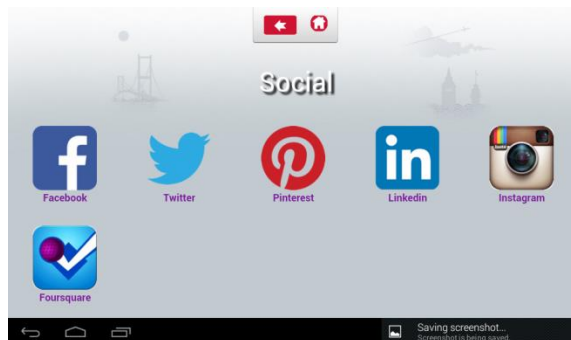 Social
Facebook
Twitter
Pinterest
Linkedin
Instagram
Foursquare
Saving screenshot...
Screenshot is being saved.